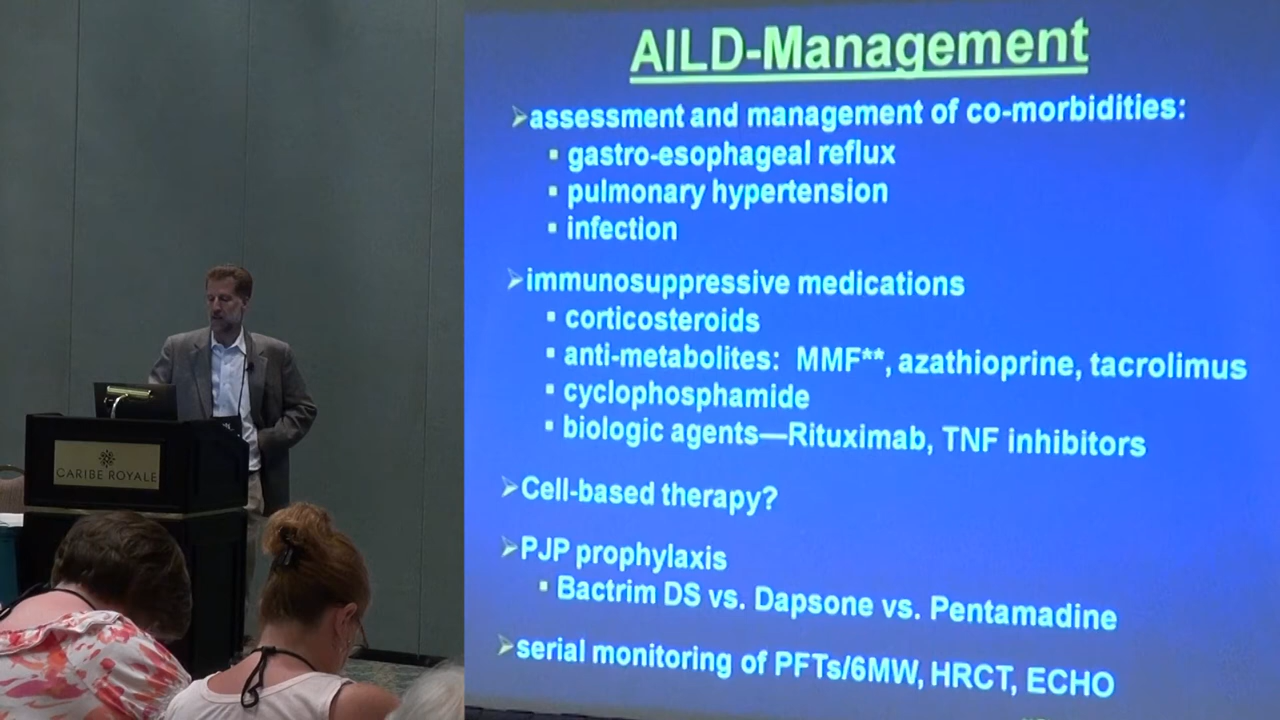 AILD-Management
assessment and management of co-morbidities:
gastro-esophageal reflux
pulmonary hypertension
infection
immunosuppressive medications
corticosteroids
anti-metabolites: MMF**, azathioprine, tacrolimus
cyclophosphamide
biologic agents—Rituximab, TNF inhibitors
Cell-based therapy?
PJP prophylaxis
Bactrim DS vs. Dapsone vs. Pentamadine
serial monitoring of PFTs/6MW, HRCT, ECHO
CARIBE ROYALE